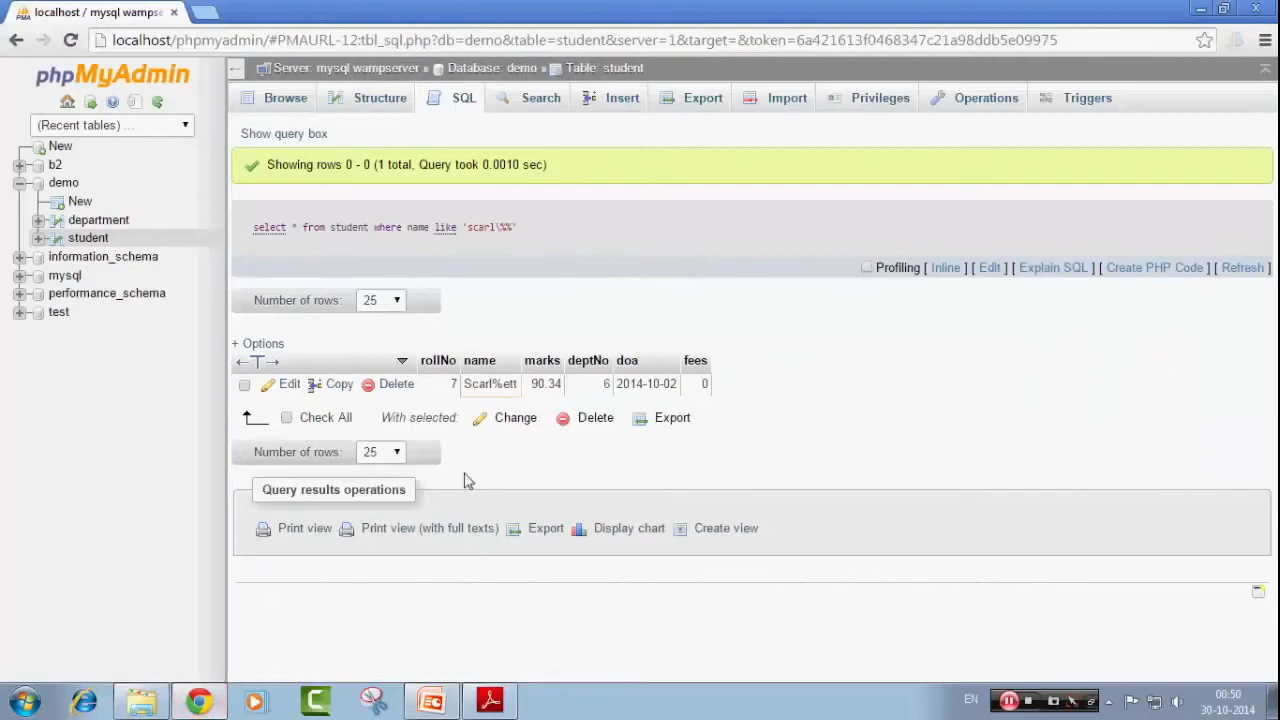 localhost / mysql wampse
localhost/phpmyadmin/#PMAURL-12:tbl_sql.php?db=demo&table=student&server=1&target=&token=6a421613f0468347c21a98ddb5e09975
phpMyAdmin
(Recent tables) ...
New
b2
demo
New
department
student
information_schema
mysql
performance_schema
test
Server: mysql wampserver » Database: demo » Table: student
Browse Structure SQL Search Insert Export Import Privileges Operations Triggers
Show query box
Showing rows 0 - 0 (1 total, Query took 0.0010 sec)
select * from student where name like 'scarl\%%'
Profiling [ Inline ] [ Edit ] [ Explain SQL ] [ Create PHP Code ] [ Refresh ]
Number of rows: 25
+ Options
←T→ rollNo name marks deptNo doa fees
Edit Copy Delete 7 Scarl%ett 90.34 6 2014-10-02 0
Check All With selected: Change Delete Export
Number of rows: 25
Query results operations
Print view Print view (with full texts) Export Display chart Create view
EN
00:50
30-10-2014